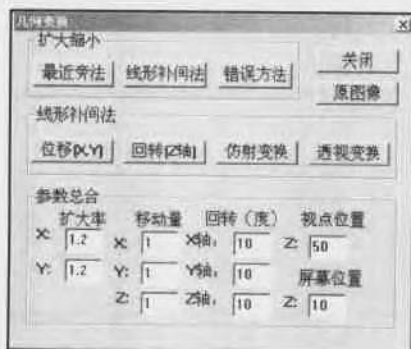 几何变换
扩大缩小
最近旁法 线形补间法 错误方法
关闭
原图像
线形补间法
位移[X,Y] 回转[Z轴] 仿射变换 透视变换
参数总合
扩大率 移动量 回转（度） 视点位置
X: 1.2 X: 1 X轴: 10 Z: 50
Y: 1.2 Y: 1 Y轴: 10 屏幕位置
Z: 1 Z轴: 10 Z: 10